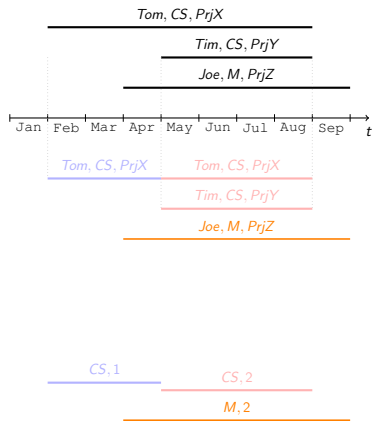 Tom, CS, PrjX
Tim, CS, PrjY
Joe, M, PrjZ
Jan Feb Mar Apr May Jun Jul Aug Sep t
Tom, CS, PrjX Tom, CS, PrjX
Tim, CS, PrjY
Joe, M, PrjZ
CS, 1
CS, 2
M, 2